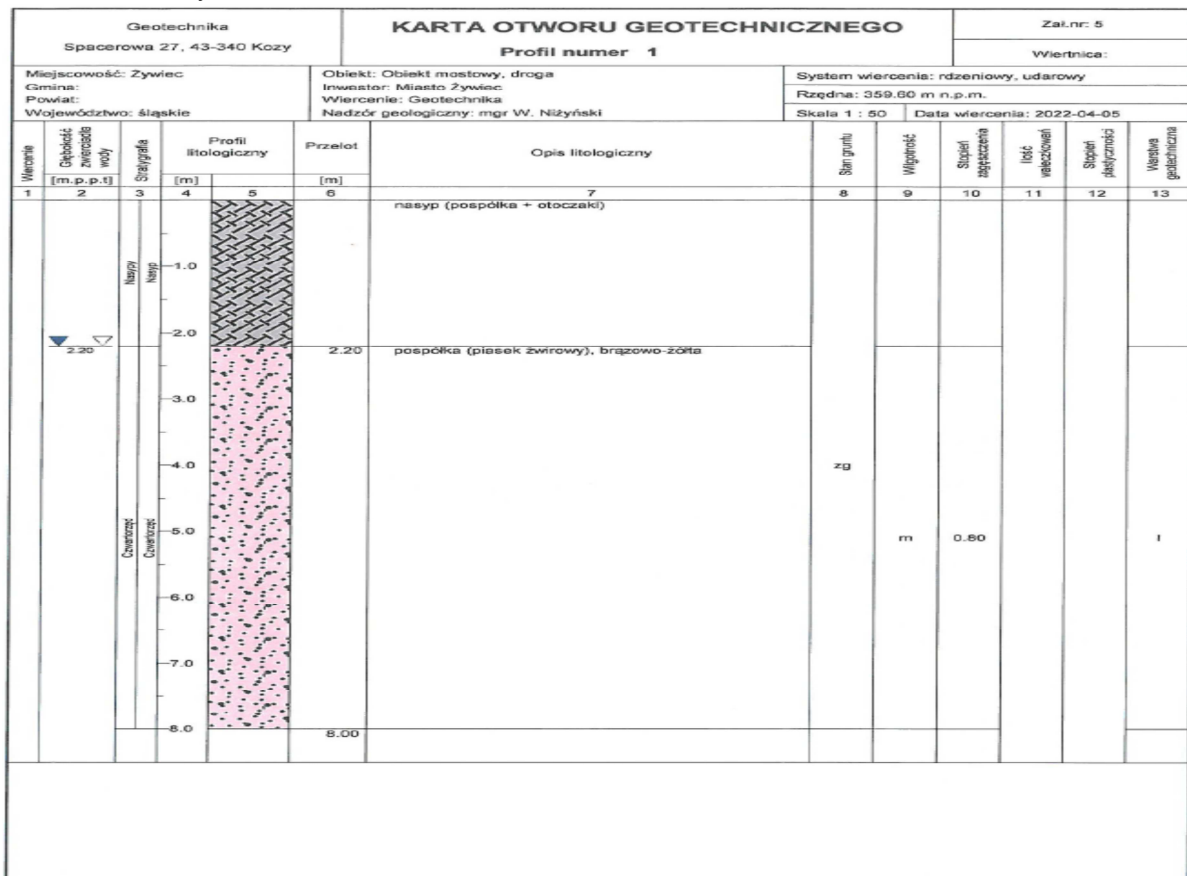 Geotechnika
Spacerowa 27, 43-340 Kozy
KARTA OTWORU GEOTECHNICZNEGO
Profil numer 1
Zał.nr: 5
Wiertnica:
Miejscowość: Żywiec
Gmina:
Powiat:
Województwo: śląskie
Obiekt: Obiekt mostowy, droga
Inwestor: Miasto Żywiec
Wiercenie: Geotechnika
Nadzór geologiczny: mgr W. Niżyński
System wiercenia: rdzeniowy, udarowy
Rzędna: 359.60 m n.p.m.
Skala 1 : 50
Data wiercenia: 2022-04-05
Wiercenie
Głębokość zwierciadła wody
[m.p.p.t]
Stratygrafia
Profil litologiczny
[m]
Przelot
[m]
Opis litologiczny
Stan gruntu
Wilgotność
Stopień zagęszczenia
Ilość wałeczkowań
Stopień plastyczności
Warstwa geotechniczna
1 2 3 4 5 6 7 8 9 10 11 12 13
nasyp (pospółka + otoczaki)
Nasypy
Nasyp
1.0
2.0
2.20
2.20
pospółka (piasek żwirowy), brązowo-żółta
3.0
4.0
zg
Czwartorzęd
Czwartorzęd
5.0
m
0.80
I
6.0
7.0
8.0
8.00